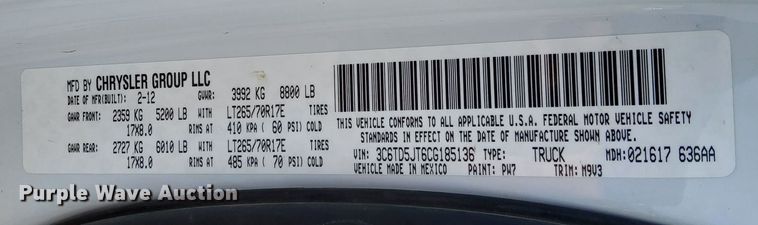 MFD BY CHRYSLER GROUP LLC
DATE OF MFR(BUILT): 2-12 GVWR: 3992 KG 8800 LB
GAWR FRONT: 2359 KG 5200 LB WITH LT265/70R17E TIRES
17X8.0 RIMS AT 410 KPA ( 60 PSI) COLD
GAWR REAR: 2727 KG 6010 LB WITH LT265/70R17E TIRES
17X8.0 RIMS AT 485 KPA ( 70 PSI) COLD
THIS VEHICLE CONFORMS TO ALL APPLICABLE U.S.A. FEDERAL MOTOR VEHICLE SAFETY
STANDARDS IN EFFECT ON THE DATE OF MANUFACTURE SHOWN ABOVE.
VIN: 3C6TD5JT6CG185136 TYPE: TRUCK MDH: 021617 636AA
VEHICLE MADE IN MEXICO PAINT: PW7 TRIM: M9V3
Purple Wave Auction